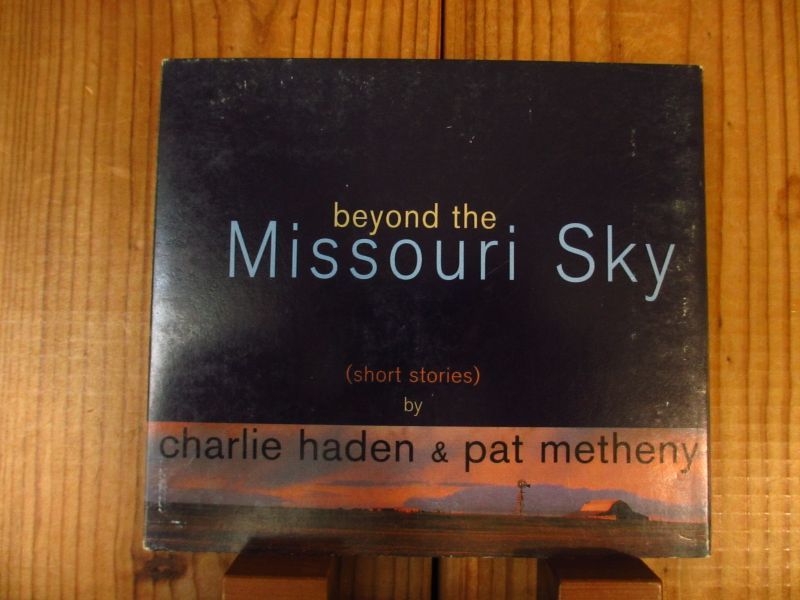 beyond the
Missouri Sky
(short stories)
by
charlie haden & pat metheny